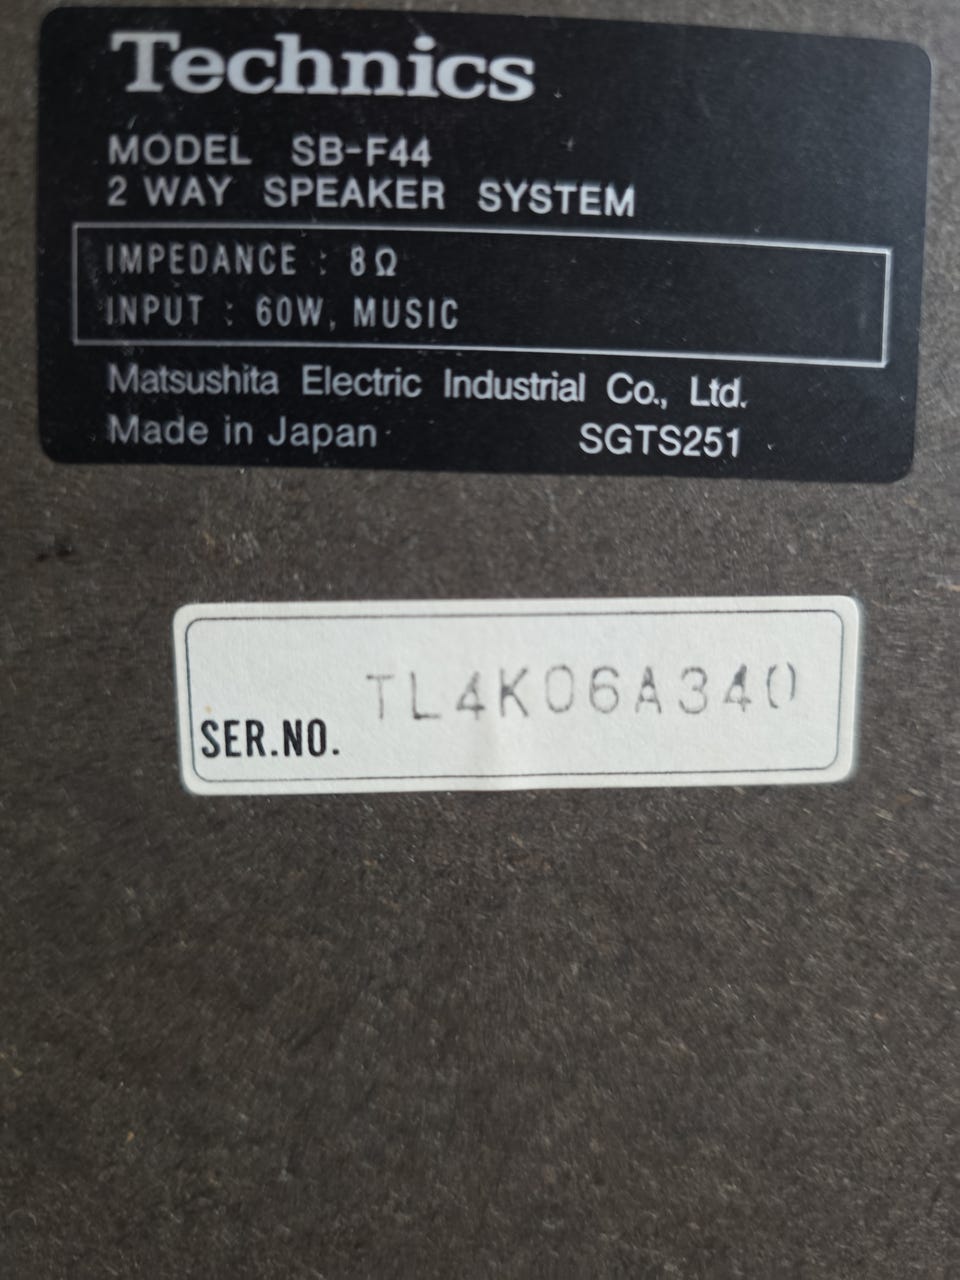 Technics
MODEL SB-F44
2 WAY SPEAKER SYSTEM
IMPEDANCE : 8Ω
INPUT : 60W, MUSIC
Matsushita Electric Industrial Co., Ltd.
Made in Japan SGTS251
TL4K06A340
SER.NO.